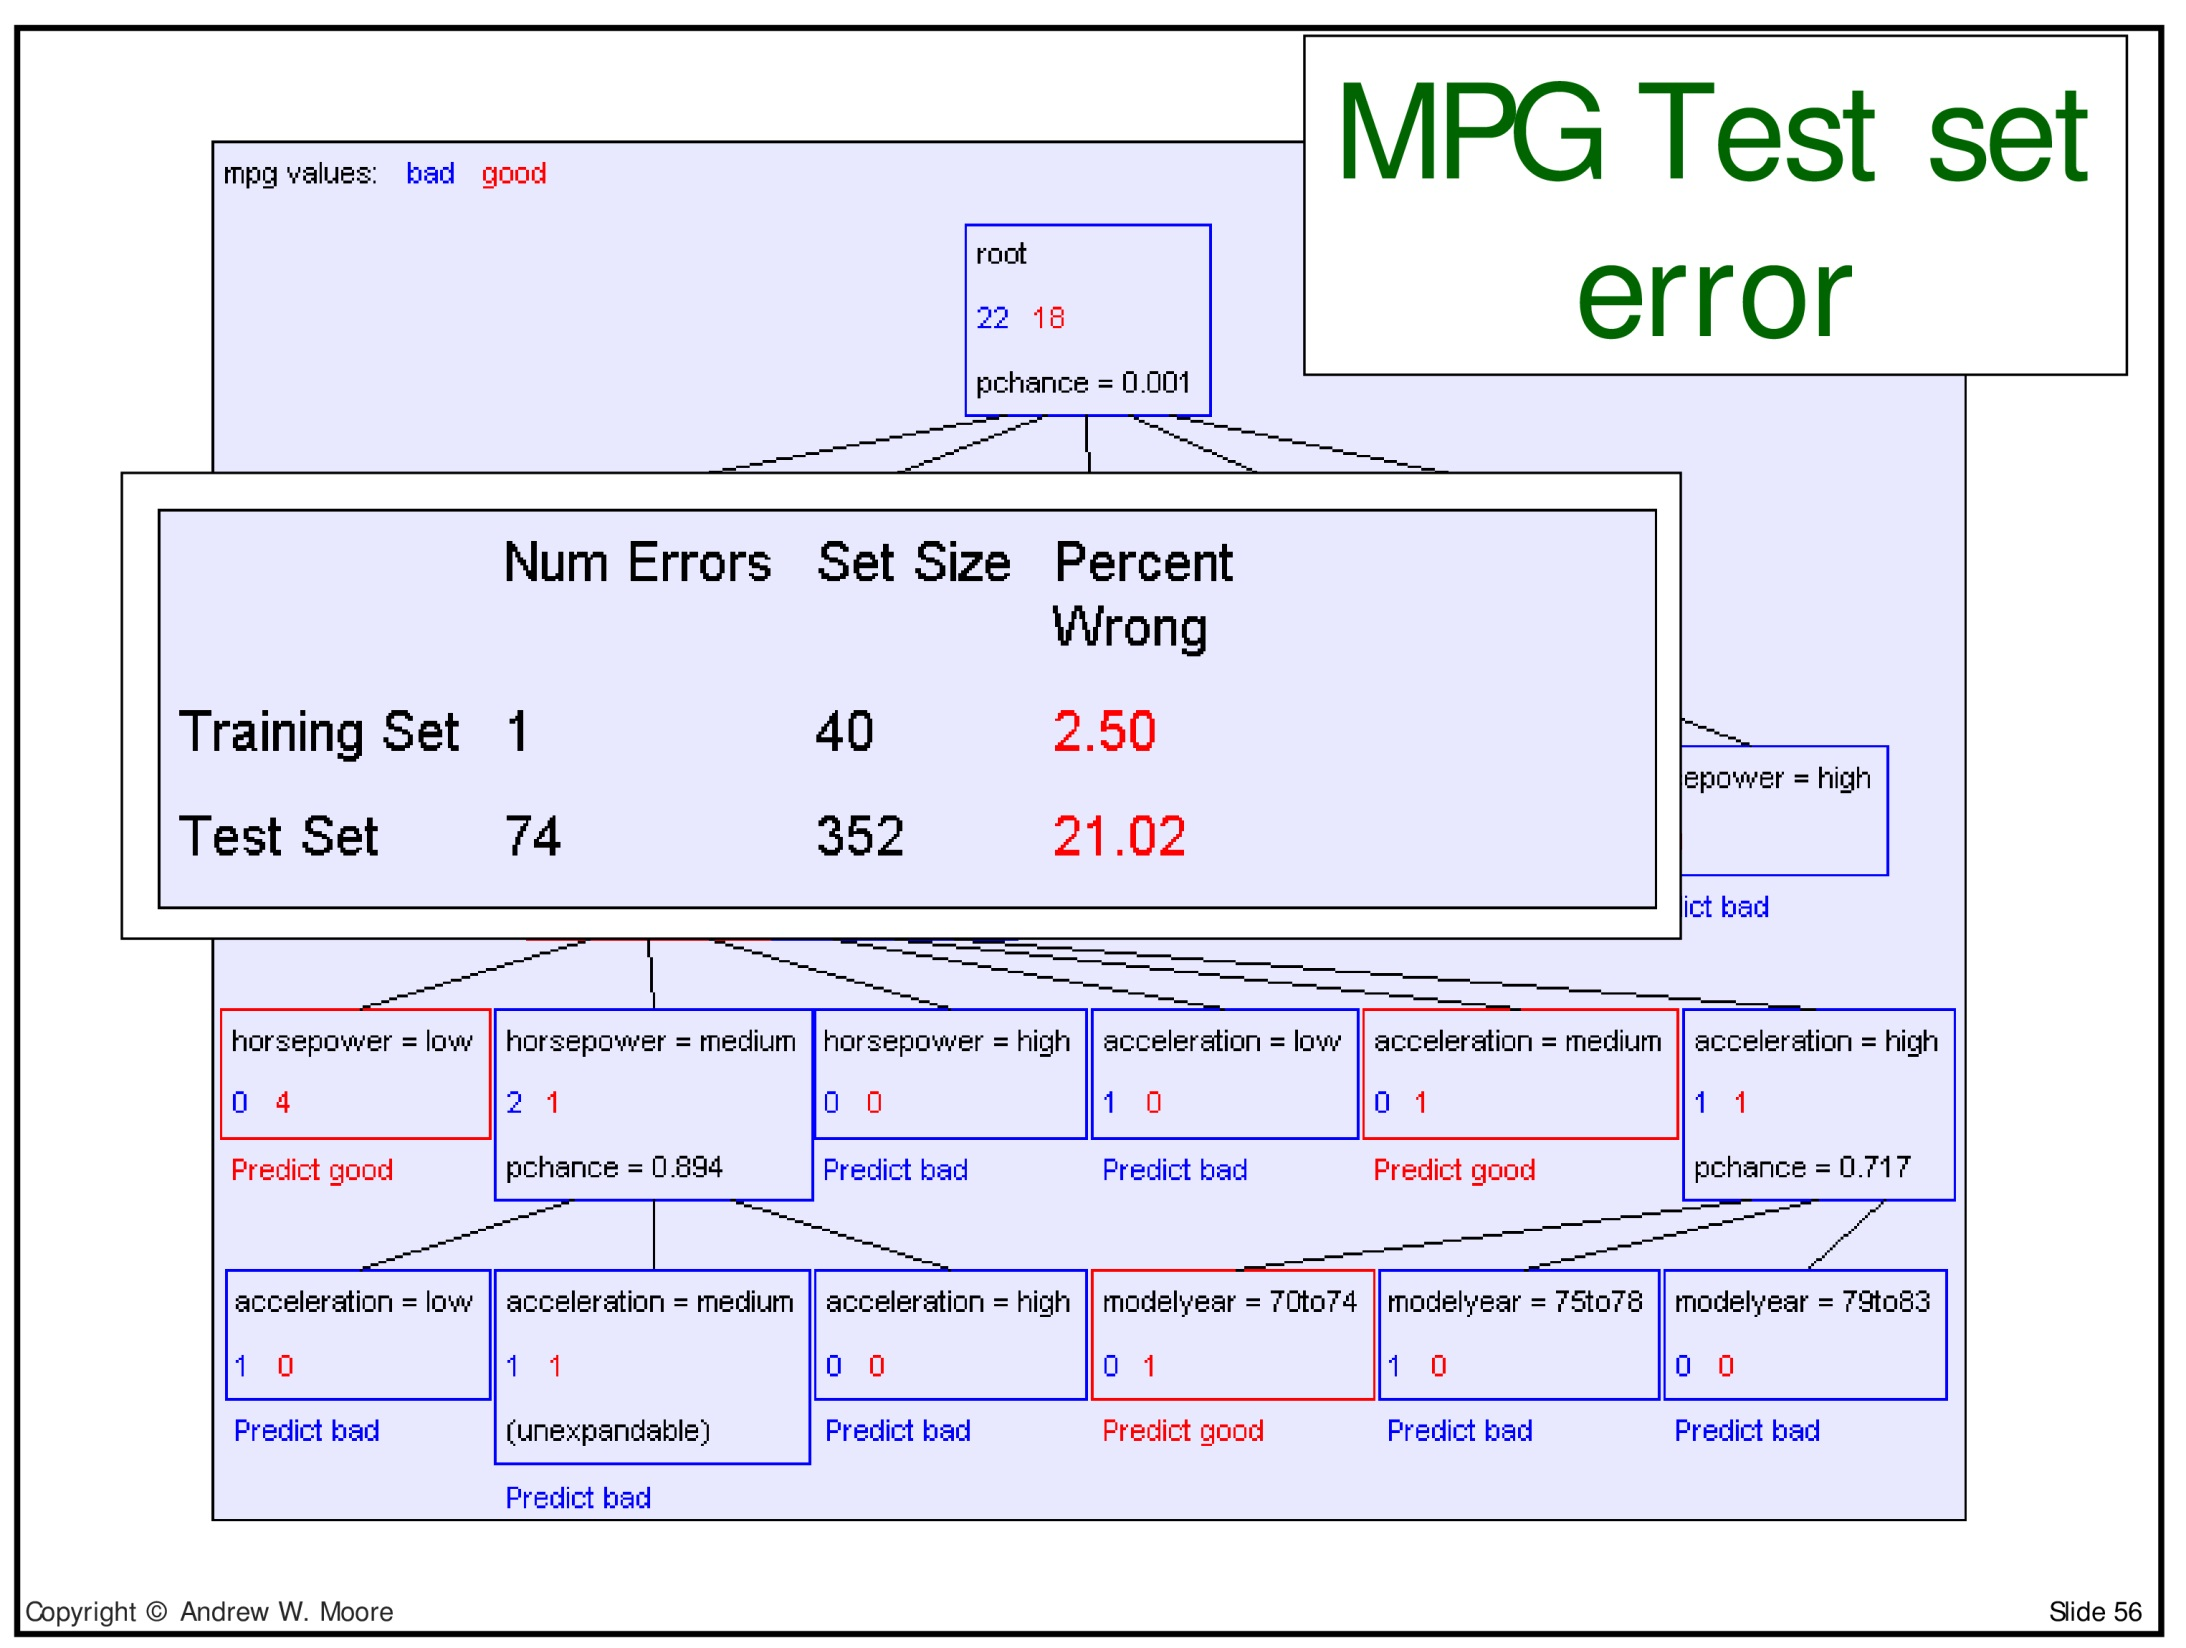 MPG Test set
error
mpg values: bad good
root
22 18
pchance = 0.001
Num Errors Set Size Percent
Wrong
Training Set 1 40 2.50
Test Set 74 352 21.02
epower = high
ict bad
horsepower = low horsepower = medium horsepower = high acceleration = low acceleration = medium acceleration = high
0 4 2 1 0 0 1 0 0 1 1 1
Predict good pchance = 0.894 Predict bad Predict bad Predict good pchance = 0.717
acceleration = low acceleration = medium acceleration = high modelyear = 70to74 modelyear = 75to78 modelyear = 79to83
1 0 1 1 0 0 0 1 1 0 0 0
Predict bad (unexpandable) Predict bad Predict good Predict bad Predict bad
Predict bad
Copyright © Andrew W. Moore Slide 56